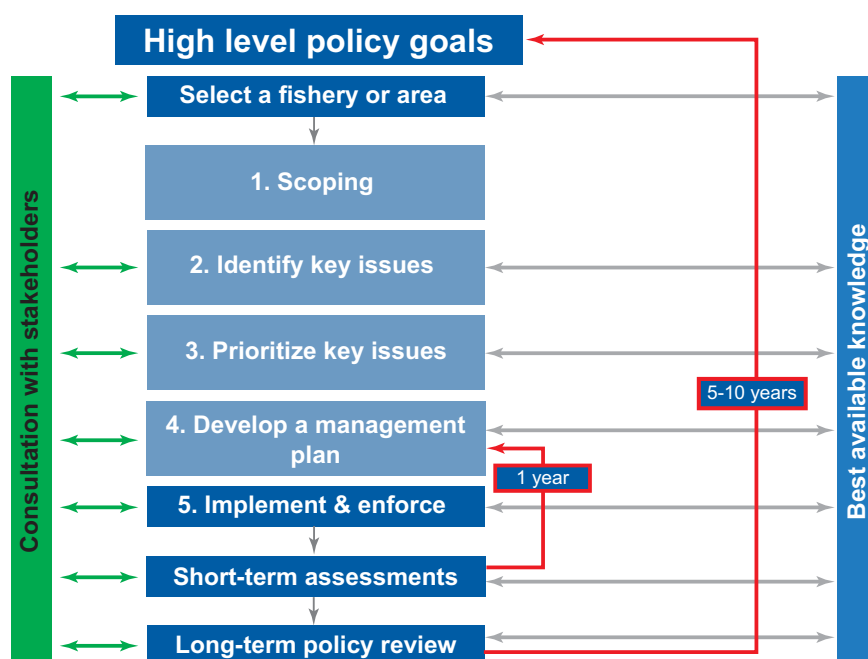 High level policy goals
Select a fishery or area
1. Scoping
2. Identify key issues
3. Prioritize key issues
4. Develop a management
plan
5. Implement & enforce
Short-term assessments
Long-term policy review
Consultation with stakeholders
Best available knowledge
5-10 years
1 year